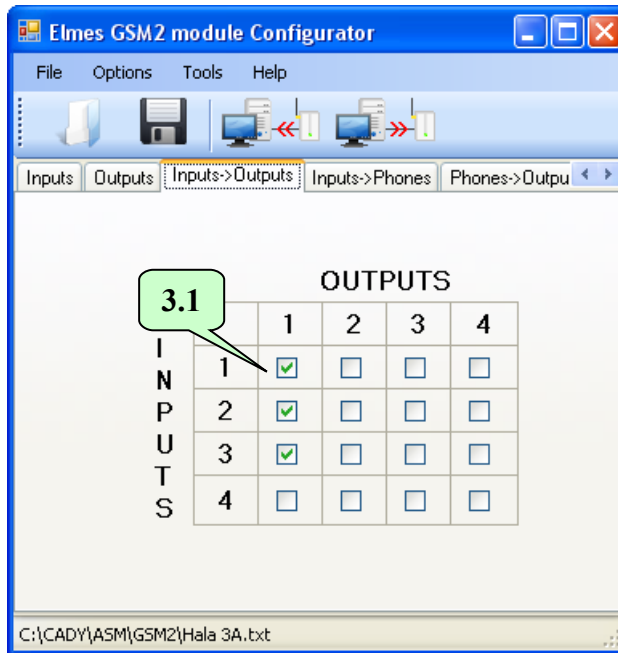 Elmes GSM2 module Configurator
File Options Tools Help
Inputs Outputs Inputs->Outputs Inputs->Phones Phones->Outpu
OUTPUTS
3.1
1 2 3 4
INPUTS
1
2
3
4
C:\CADY\ASM\GSM2\Hala 3A.txt